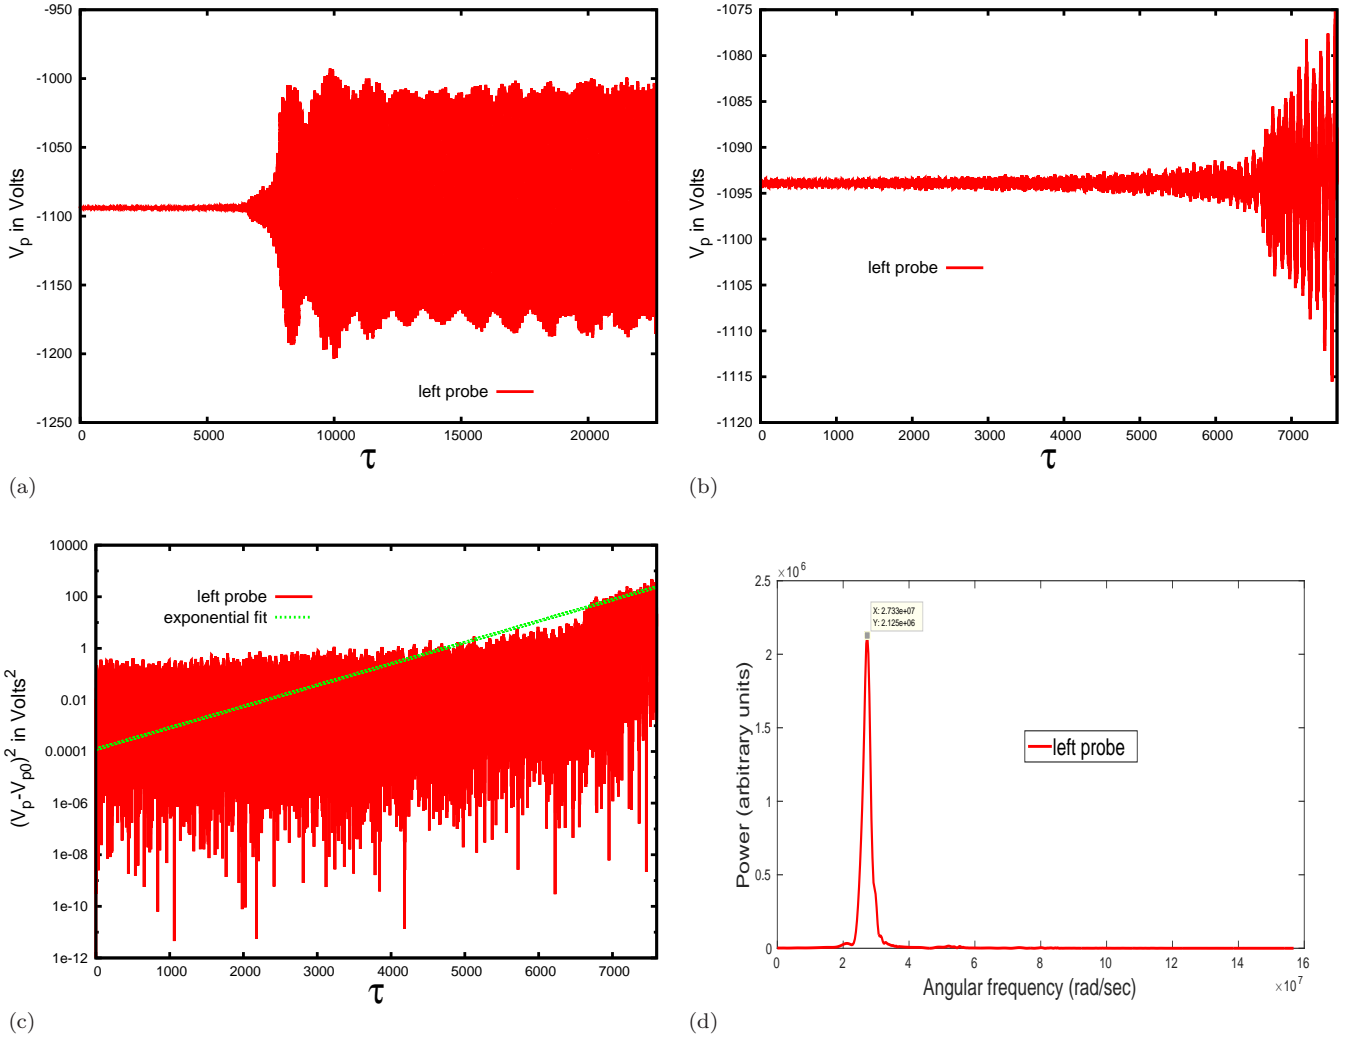 -950
-1000
-1050
-1100
-1150
-1200
-1250
V_p in Volts
left probe
0 5000 10000 15000 20000
τ
(a)
-1075
-1080
-1085
-1090
-1095
-1100
-1105
-1110
-1115
-1120
V_p in Volts
left probe
0 1000 2000 3000 4000 5000 6000 7000
τ
(b)
10000
100
1
0.01
0.0001
1e-06
1e-08
1e-10
1e-12
(V_p-V_p0)^2 in Volts^2
left probe
exponential fit
0 1000 2000 3000 4000 5000 6000 7000
τ
(c)
×10^6
2.5
2
1.5
1
0.5
0
Power (arbitrary units)
X: 2.733e+07
Y: 2.125e+06
left probe
0 2 4 6 8 10 12 14 16
Angular frequency (rad/sec)
×10^7
(d)